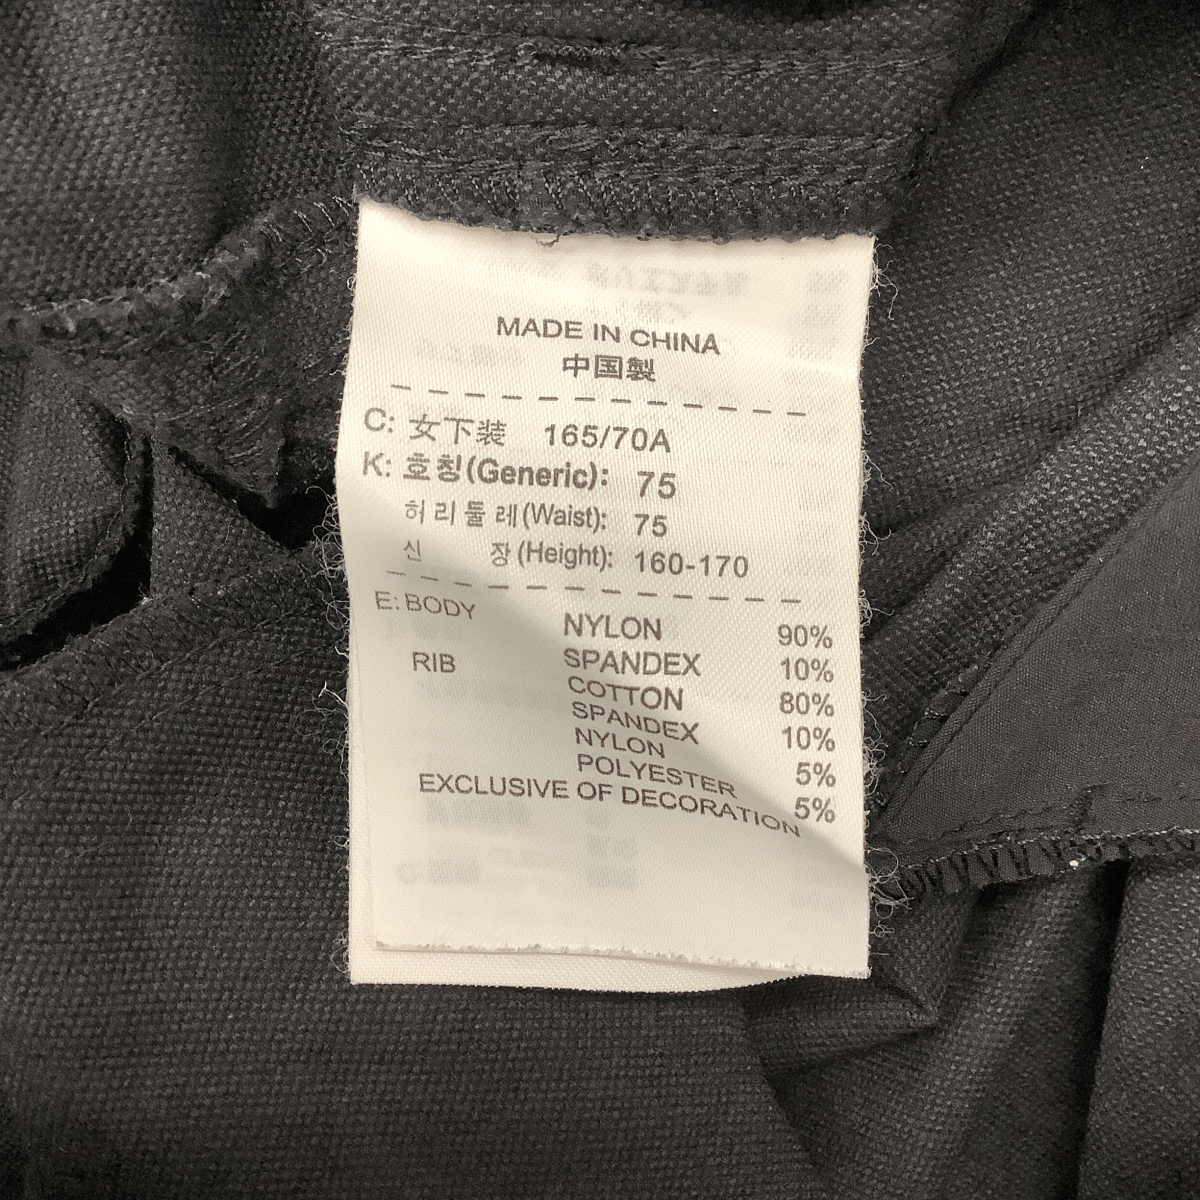 MADE IN CHINA
中国製
C: 女下装 165/70A
K: 호칭(Generic): 75
허리둘레(Waist): 75
신 장(Height): 160-170
E: BODY NYLON 90%
SPANDEX 10%
RIB COTTON 80%
SPANDEX 10%
NYLON 5%
POLYESTER 5%
EXCLUSIVE OF DECORATION